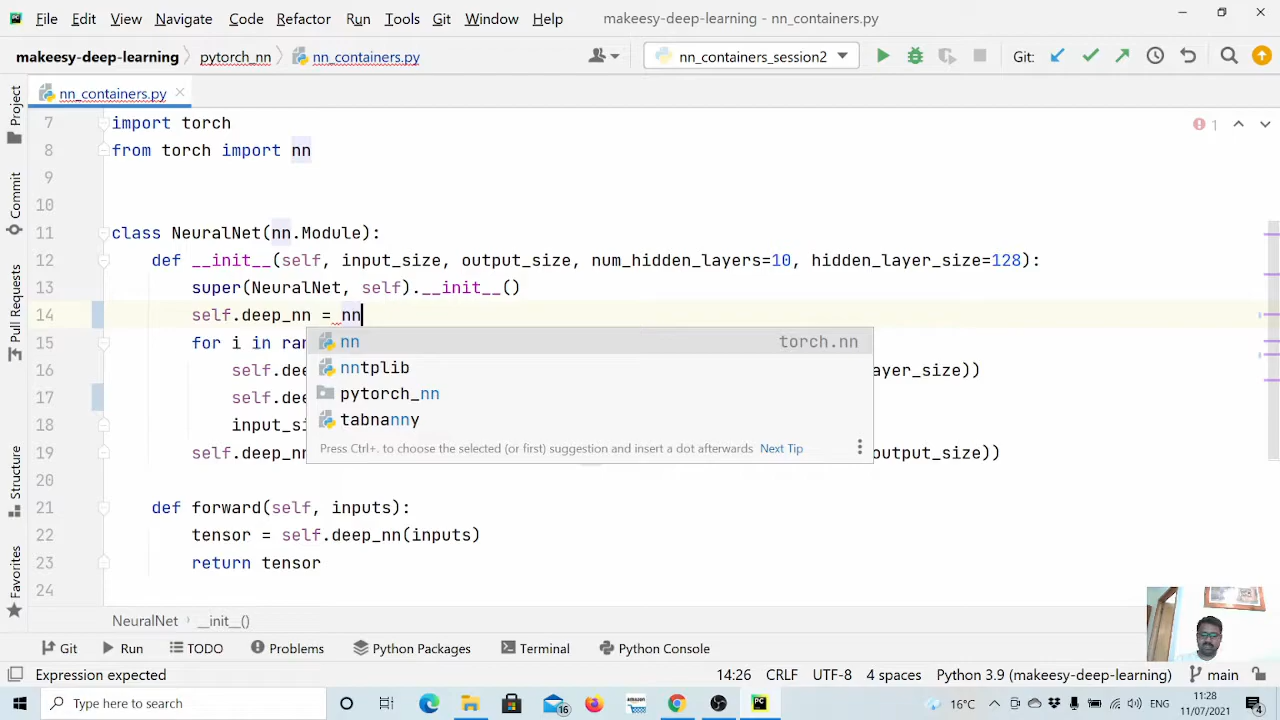 File Edit View Navigate Code Refactor Run Tools Git Window Help makeesy-deep-learning - nn_containers.py
makeesy-deep-learning pytorch_nn nn_containers.py nn_containers_session2 Git:
nn_containers.py
Project
Commit
Pull Requests
Structure
Favorites
1
7 import torch
8 from torch import nn
9
10
11 class NeuralNet(nn.Module):
12 def __init__(self, input_size, output_size, num_hidden_layers=10, hidden_layer_size=128):
13 super(NeuralNet, self).__init__()
14 self.deep_nn = nn
15 for i in ran
16 self.dee ayer_size))
17 self.dee
18 input_si
19 self.deep_nn output_size))
20
21 def forward(self, inputs):
22 tensor = self.deep_nn(inputs)
23 return tensor
24
nn torch.nn
nntplib
pytorch_nn
tabnanny
Press Ctrl+. to choose the selected (or first) suggestion and insert a dot afterwards Next Tip
NeuralNet __init__()
Git Run TODO Problems Python Packages Terminal Python Console
Expression expected 14:26 CRLF UTF-8 4 spaces Python 3.9 (makeesy-deep-learning) main
Type here to search 16 16°C 11:28
11/07/2021 4